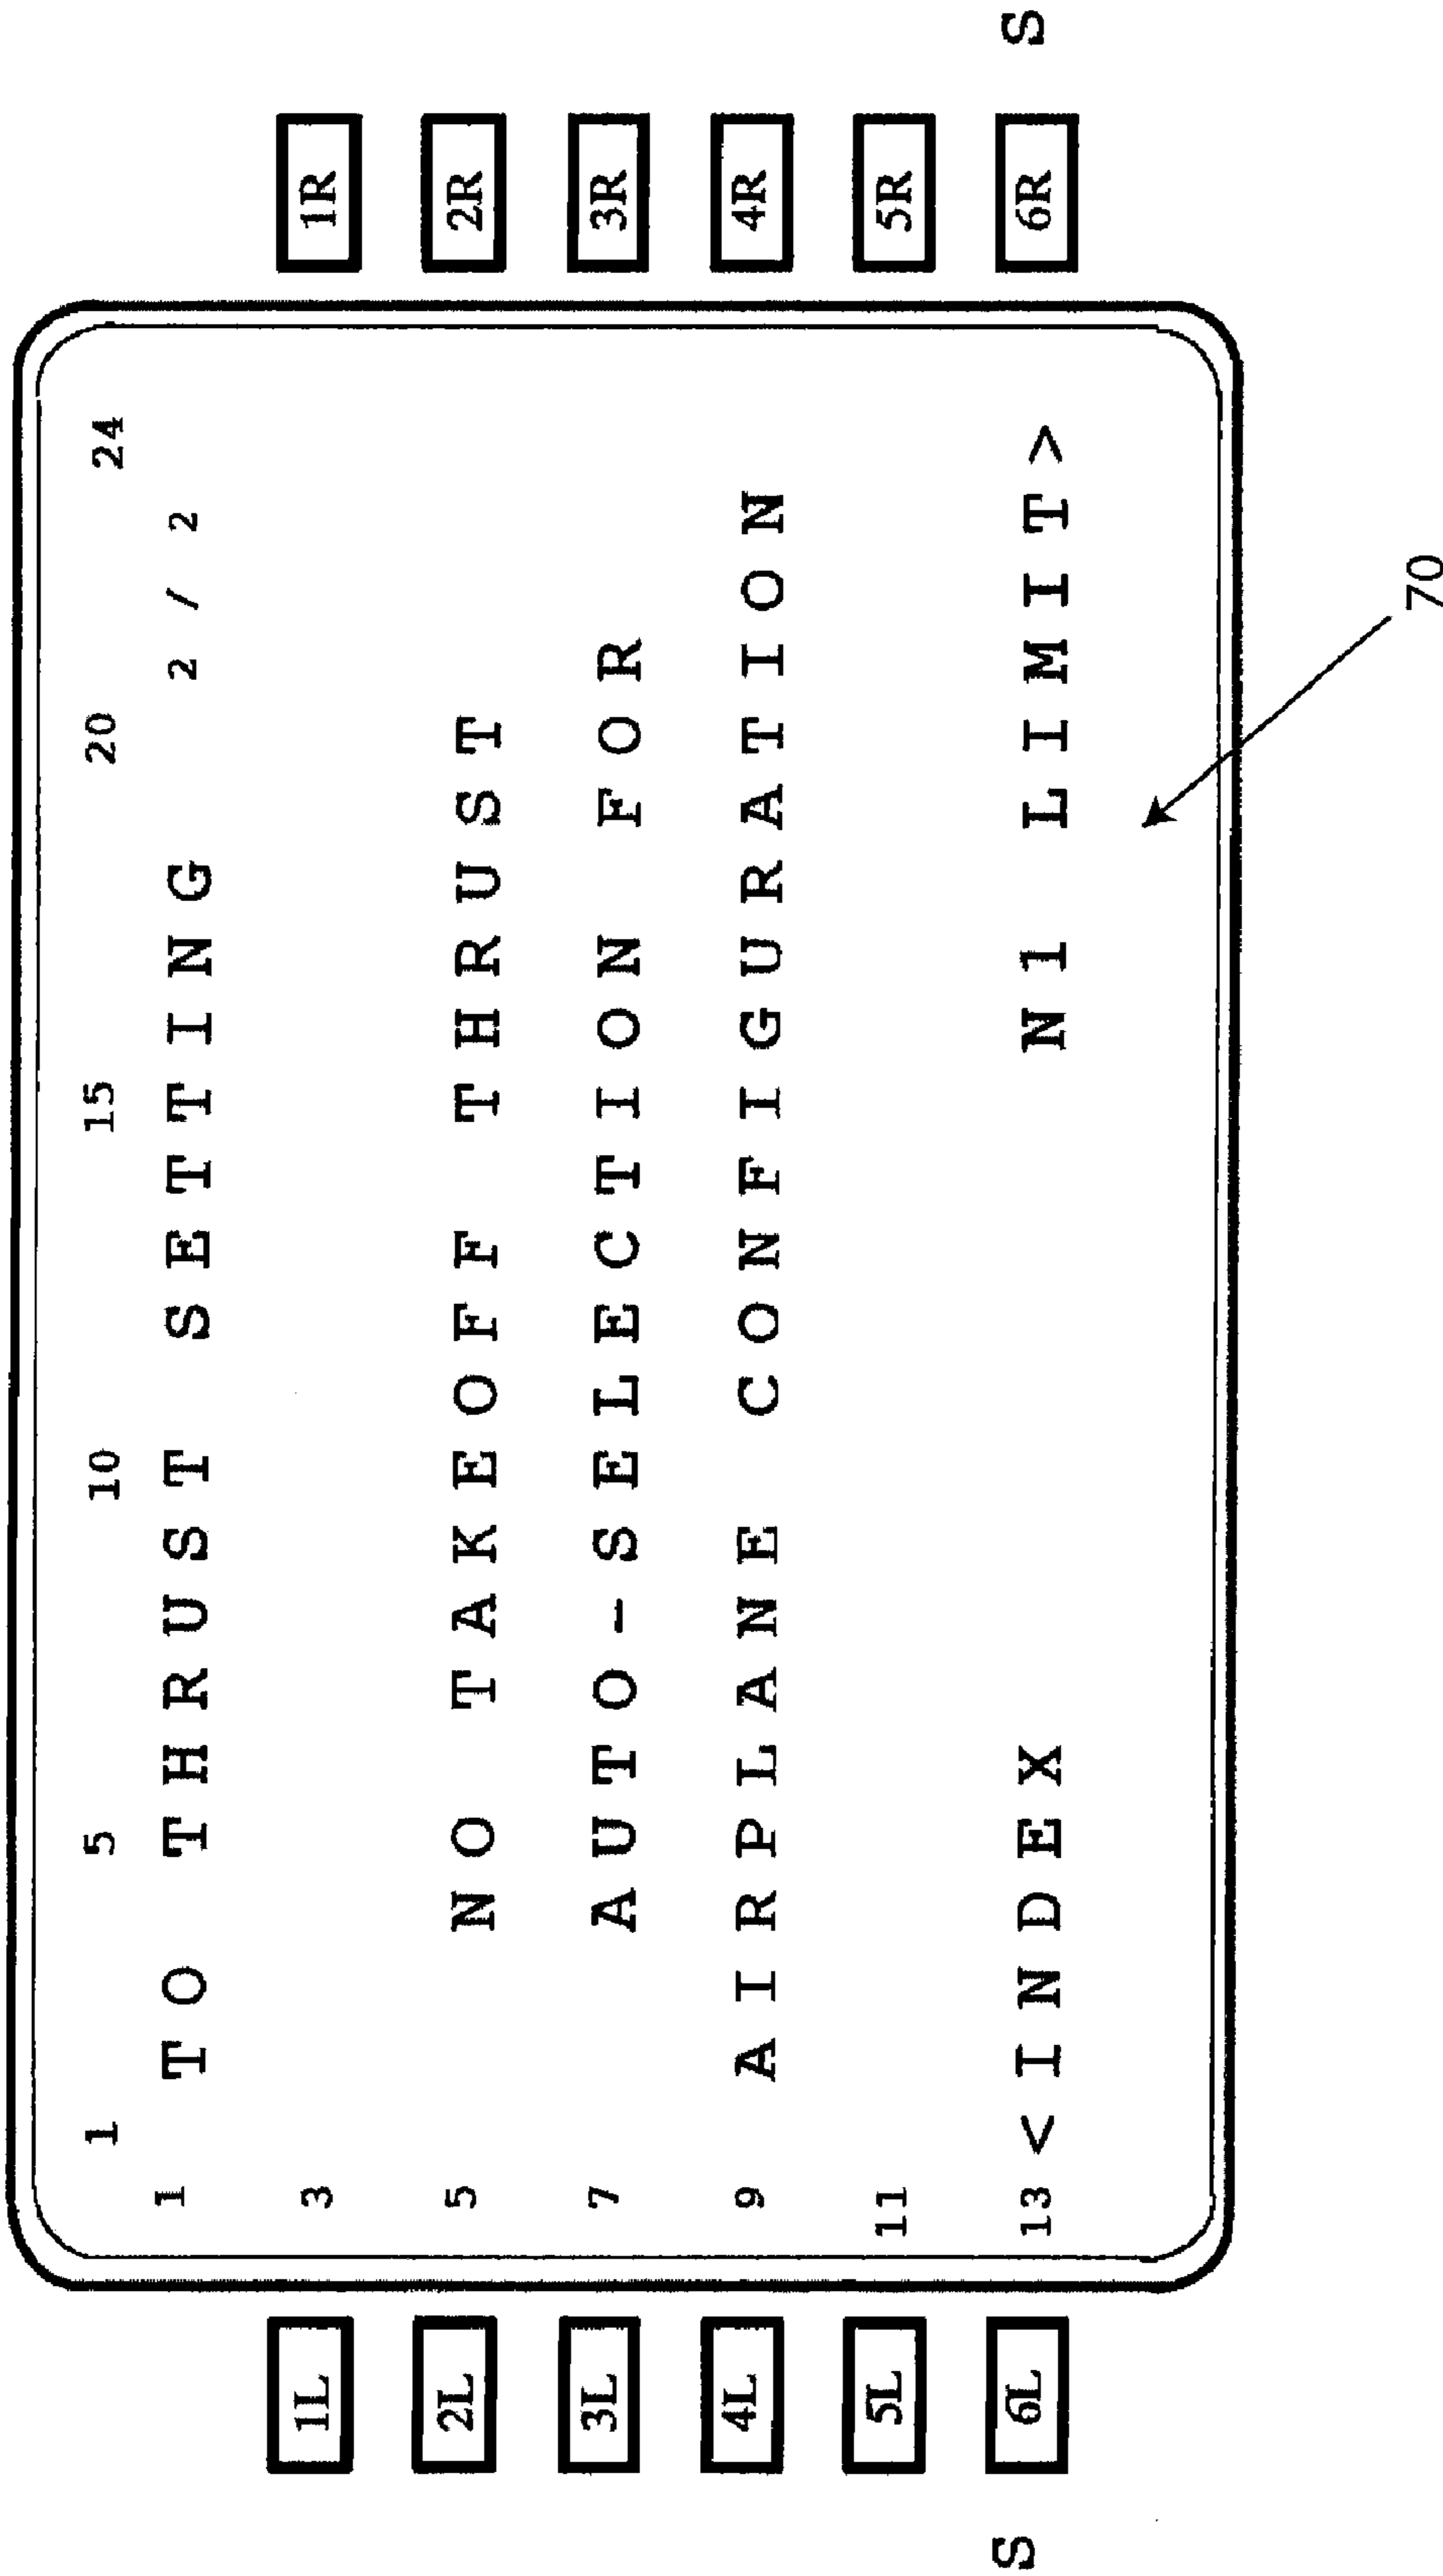 1 5 10 15 20 24
1 TO THRUST SETTING 2/2
1L 3 1R
2L 5 NO TAKEOFF THRUST 2R
3L 7 AUTO-SELECTION FOR 3R
4L 9 AIRPLANE CONFIGURATION 4R
5L 11 5R
S 6L 13 <INDEX N1 LIMIT> 6R S
70